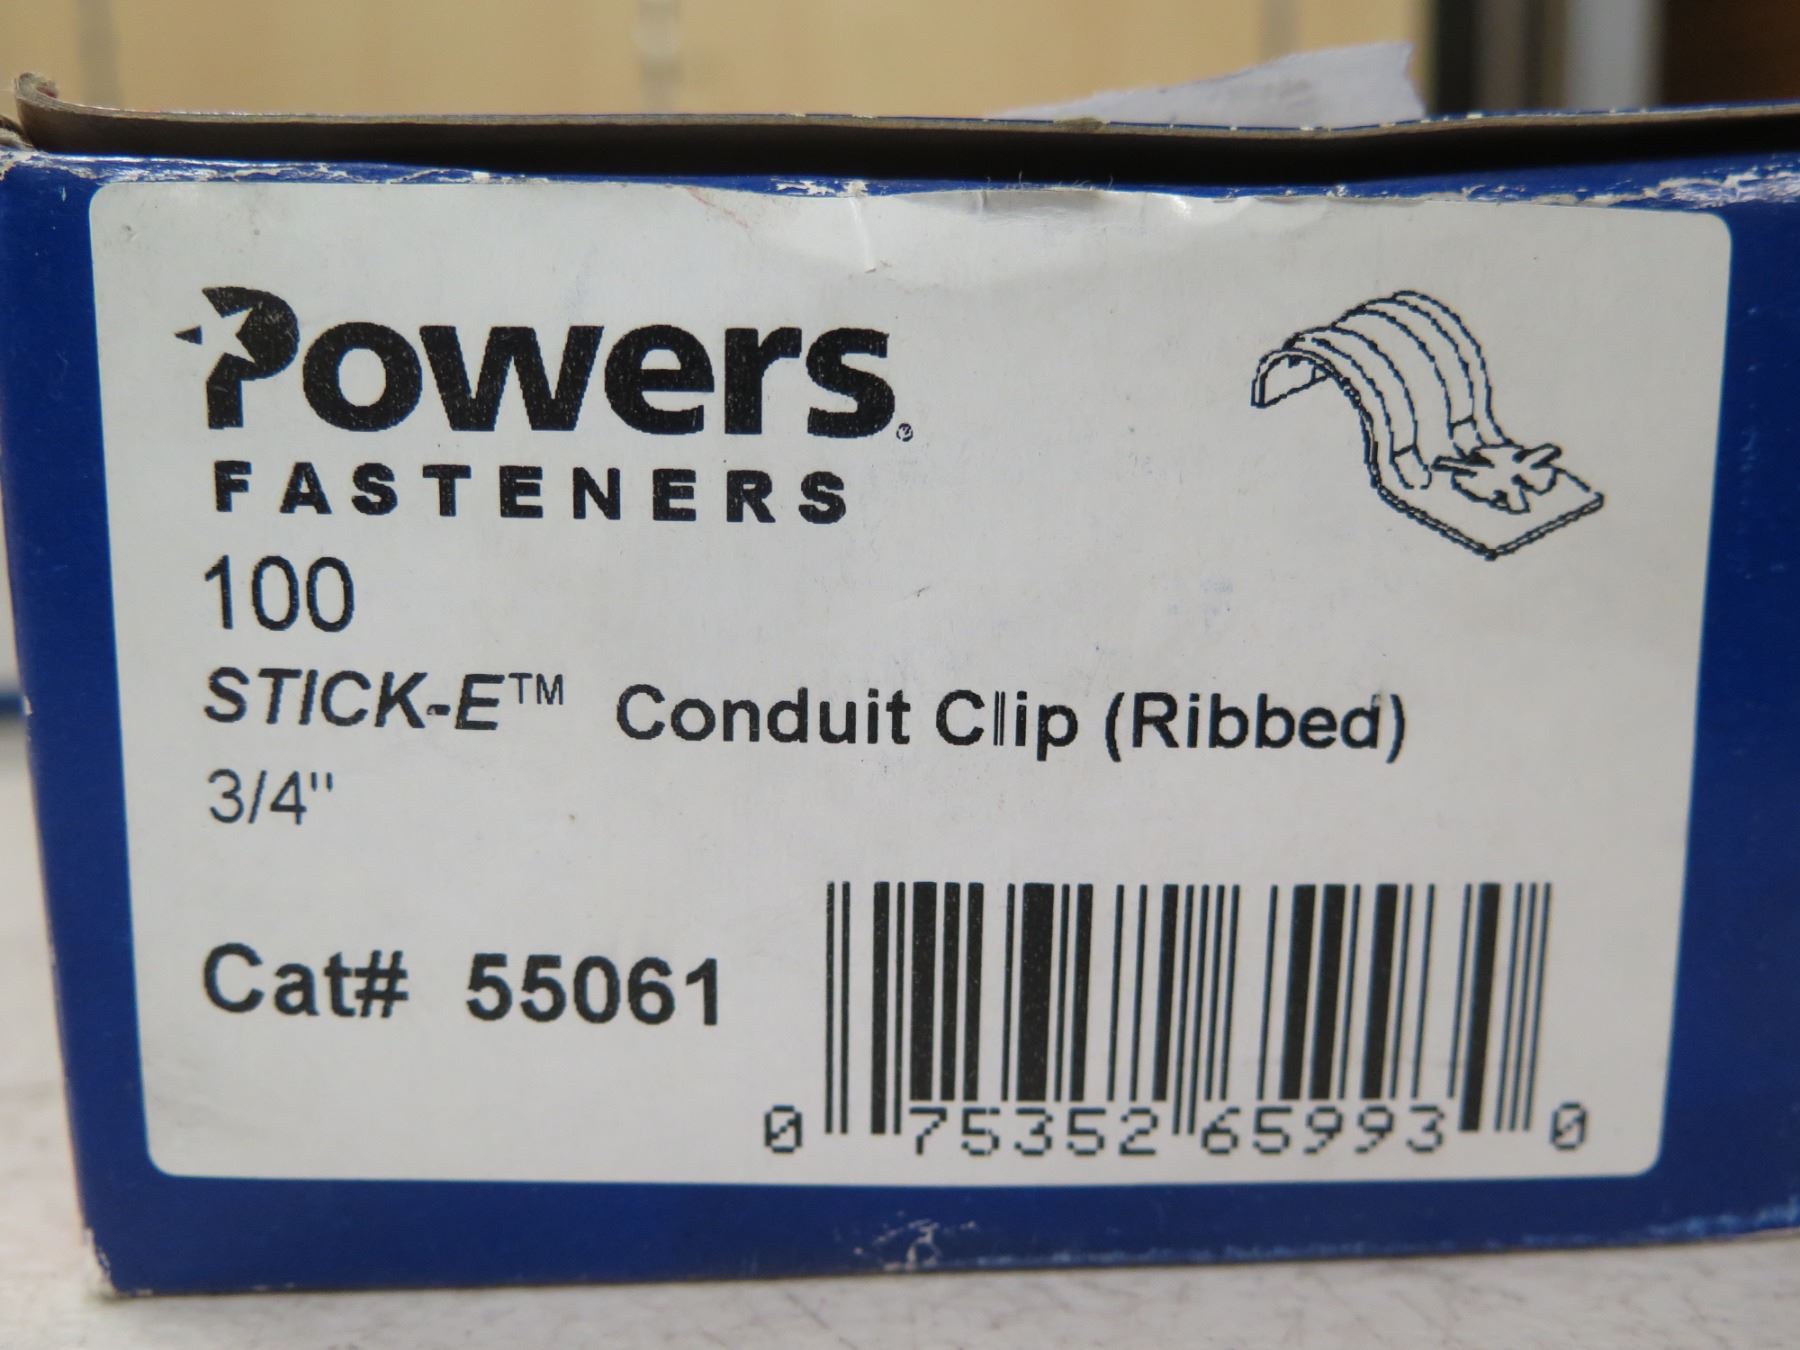 Powers®
FASTENERS
100
STICK-E™ Conduit Clip (Ribbed)
3/4"
Cat# 55061
0 75352 65993 0